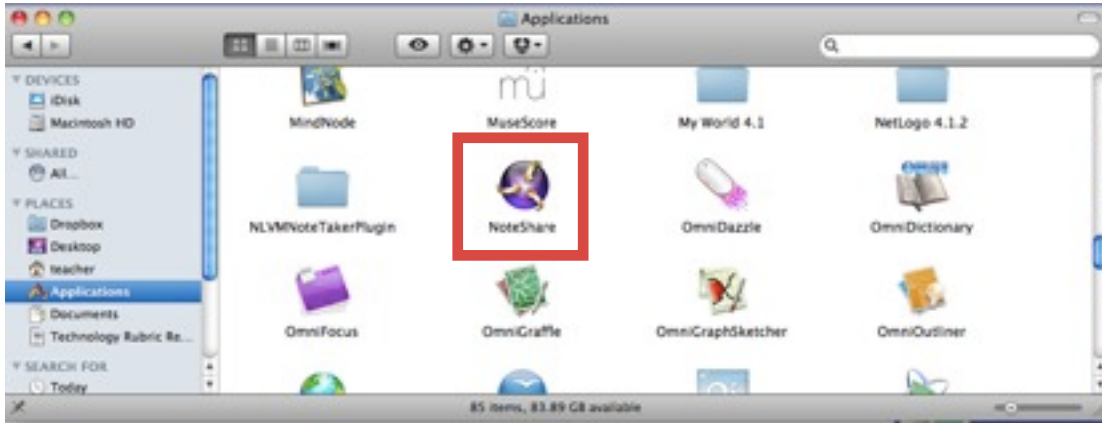 Applications
DEVICES
iDisk
Macintosh HD
SHARED
All...
PLACES
Dropbox
Desktop
teacher
Applications
Documents
Technology Rubric Re...
SEARCH FOR
Today
MindNode
mu
MuseScore
My World 4.1
NetLogo 4.1.2
NLVMNoteTakerPlugin
NoteShare
OmniDazzle
OMNI
OmniDictionary
OmniFocus
OmniGraffle
OmniGraphSketcher
OmniOutliner
85 items, 83.89 GB available